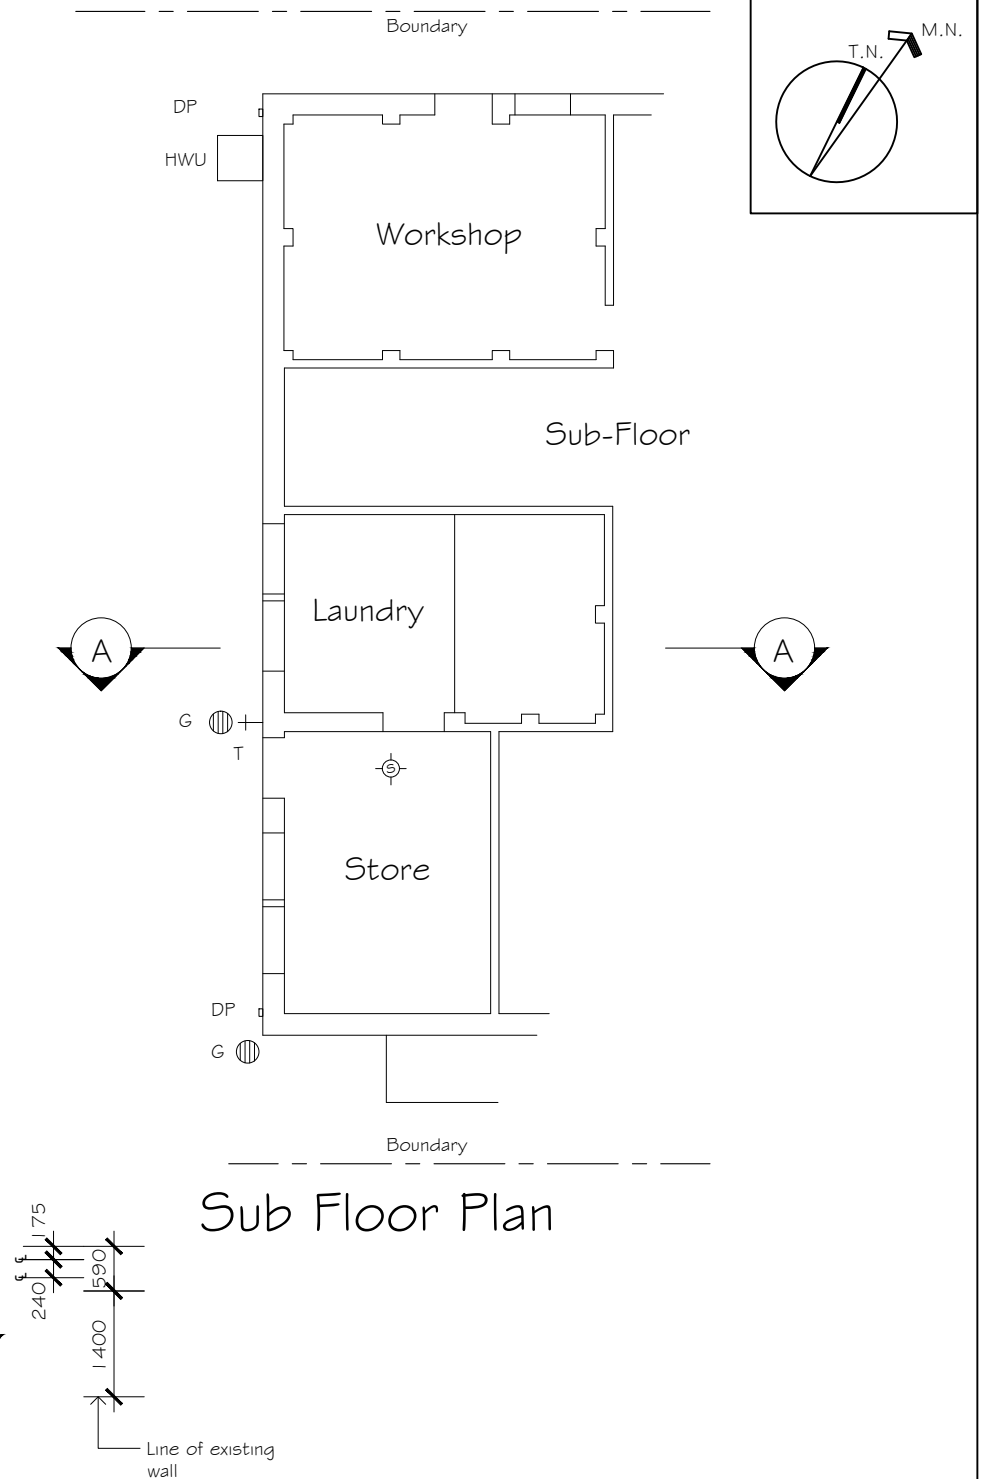 Boundary
M.N.
T.N.
DP
HWU
Workshop
Sub-Floor
Laundry
A
A
G
T
S
Store
DP
G
Boundary
Sub Floor Plan
175
590
240
1400
Line of existing
wall